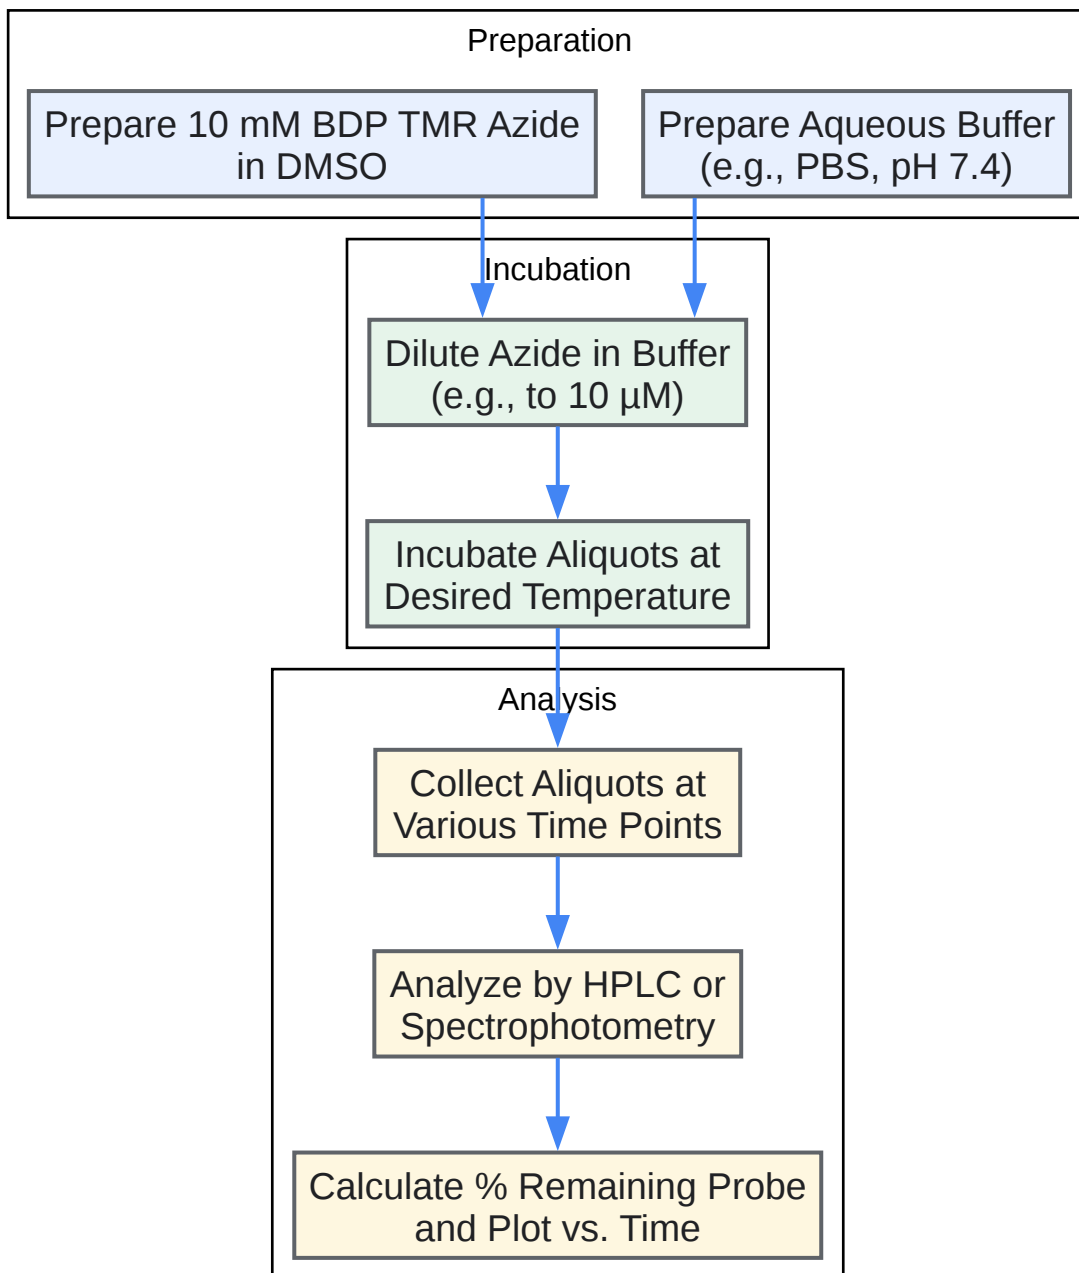 Preparation
Prepare 10 mM BDP TMR Azide
in DMSO
Prepare Aqueous Buffer
(e.g., PBS, pH 7.4)
Incubation
Dilute Azide in Buffer
(e.g., to 10 µM)
Incubate Aliquots at
Desired Temperature
Analysis
Collect Aliquots at
Various Time Points
Analyze by HPLC or
Spectrophotometry
Calculate % Remaining Probe
and Plot vs. Time